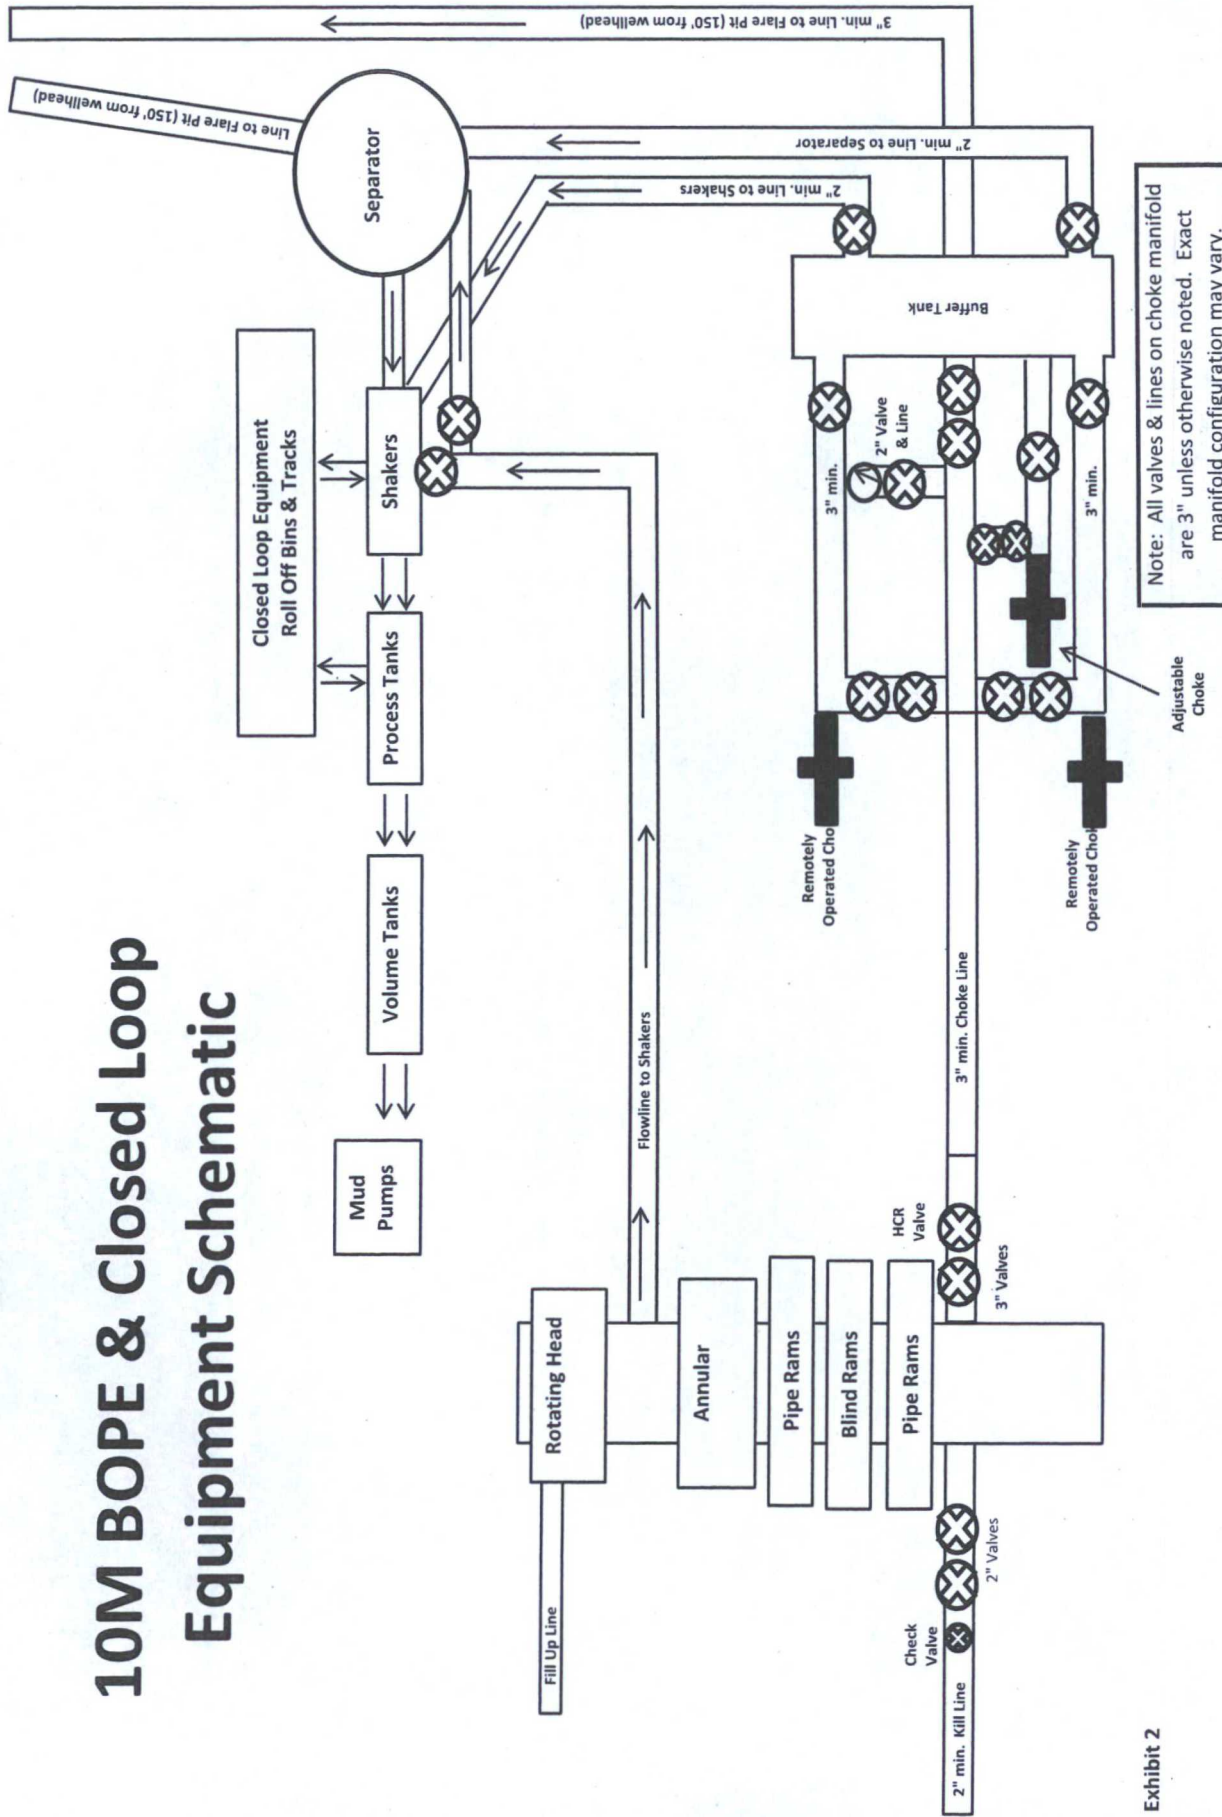 10M BOPE & Closed Loop
Equipment Schematic
Closed Loop Equipment
Roll Off Bins & Tracks
Mud
Pumps
Volume Tanks
Process Tanks
Shakers
Separator
Line to Flare Pit (150' from wellhead)
3" min. Line to Flare Pit (150' from wellhead)
Fill Up Line
Rotating Head
Flowline to Shakers
2" min. Line to Shakers
2" min. Line to Separator
Annular
Pipe Rams
Blind Rams
Pipe Rams
Remotely
Operated Cho
3" min.
2" Valve
& Line
Buffer Tank
Check
Valve
HCR
Valve
2" min. Kill Line
2" Valves
3" Valves
3" min. Choke Line
Remotely
Operated Chok
3" min.
Adjustable
Choke
Note: All valves & lines on choke manifold
are 3" unless otherwise noted. Exact
manifold configuration may vary.
Exhibit 2